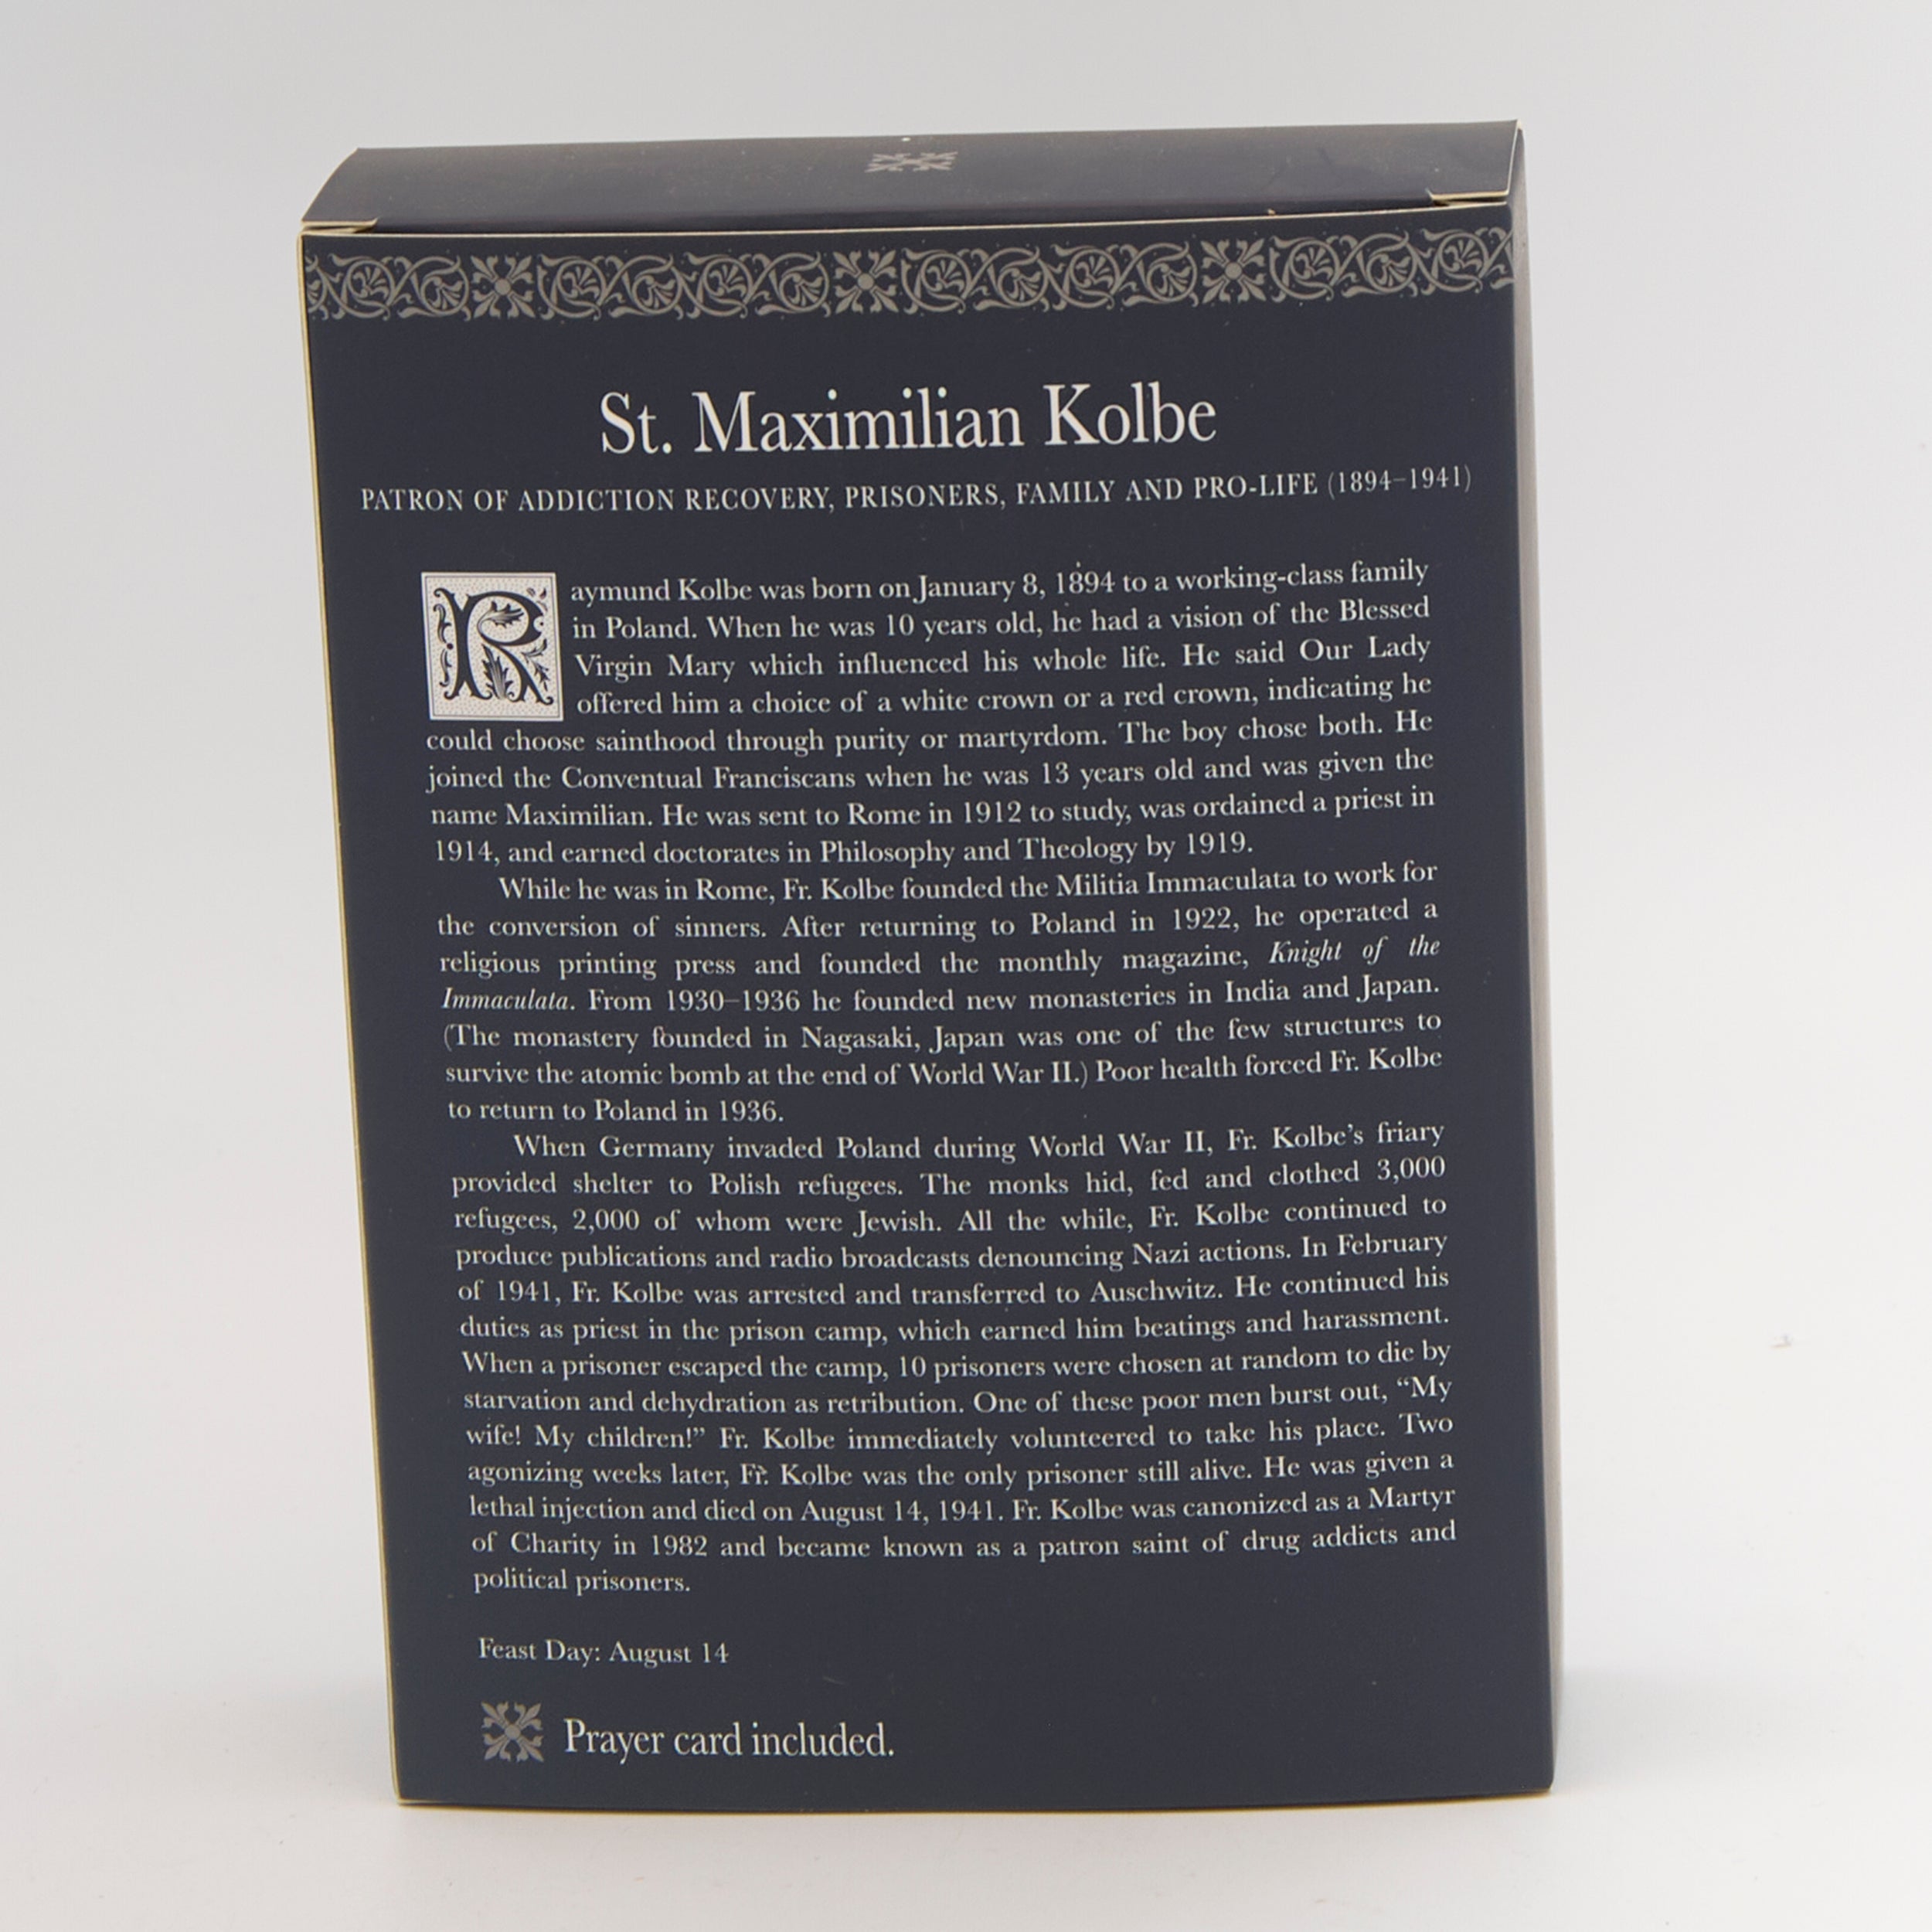 St. Maximilian Kolbe
PATRON OF ADDICTION RECOVERY, PRISONERS, FAMILY AND PRO-LIFE (1894–1941)
Raymund Kolbe was born on January 8, 1894 to a working-class family
in Poland. When he was 10 years old, he had a vision of the Blessed
Virgin Mary which influenced his whole life. He said Our Lady
offered him a choice of a white crown or a red crown, indicating he
could choose sainthood through purity or martyrdom. The boy chose both. He
joined the Conventual Franciscans when he was 13 years old and was given the
name Maximilian. He was sent to Rome in 1912 to study, was ordained a priest in
1914, and earned doctorates in Philosophy and Theology by 1919.
While he was in Rome, Fr. Kolbe founded the Militia Immaculata to work for
the conversion of sinners. After returning to Poland in 1922, he operated a
religious printing press and founded the monthly magazine, Knight of the
Immaculata. From 1930–1936 he founded new monasteries in India and Japan.
(The monastery founded in Nagasaki, Japan was one of the few structures to
survive the atomic bomb at the end of World War II.) Poor health forced Fr. Kolbe
to return to Poland in 1936.
When Germany invaded Poland during World War II, Fr. Kolbe's friary
provided shelter to Polish refugees. The monks hid, fed and clothed 3,000
refugees, 2,000 of whom were Jewish. All the while, Fr. Kolbe continued to
produce publications and radio broadcasts denouncing Nazi actions. In February
of 1941, Fr. Kolbe was arrested and transferred to Auschwitz. He continued his
duties as priest in the prison camp, which earned him beatings and harassment.
When a prisoner escaped the camp, 10 prisoners were chosen at random to die by
starvation and dehydration as retribution. One of these poor men burst out, “My
wife! My children!” Fr. Kolbe immediately volunteered to take his place. Two
agonizing weeks later, Fr. Kolbe was the only prisoner still alive. He was given a
lethal injection and died on August 14, 1941. Fr. Kolbe was canonized as a Martyr
of Charity in 1982 and became known as a patron saint of drug addicts and
political prisoners.
Feast Day: August 14
Prayer card included.